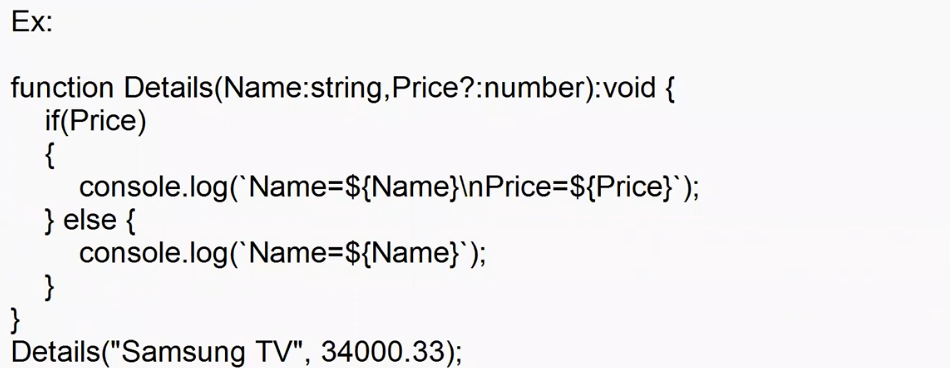 Ex:
function Details(Name:string,Price?:number):void {
if(Price)
{
console.log(`Name=${Name}\nPrice=${Price}`);
} else {
console.log(`Name=${Name}`);
}
}
Details("Samsung TV", 34000.33);